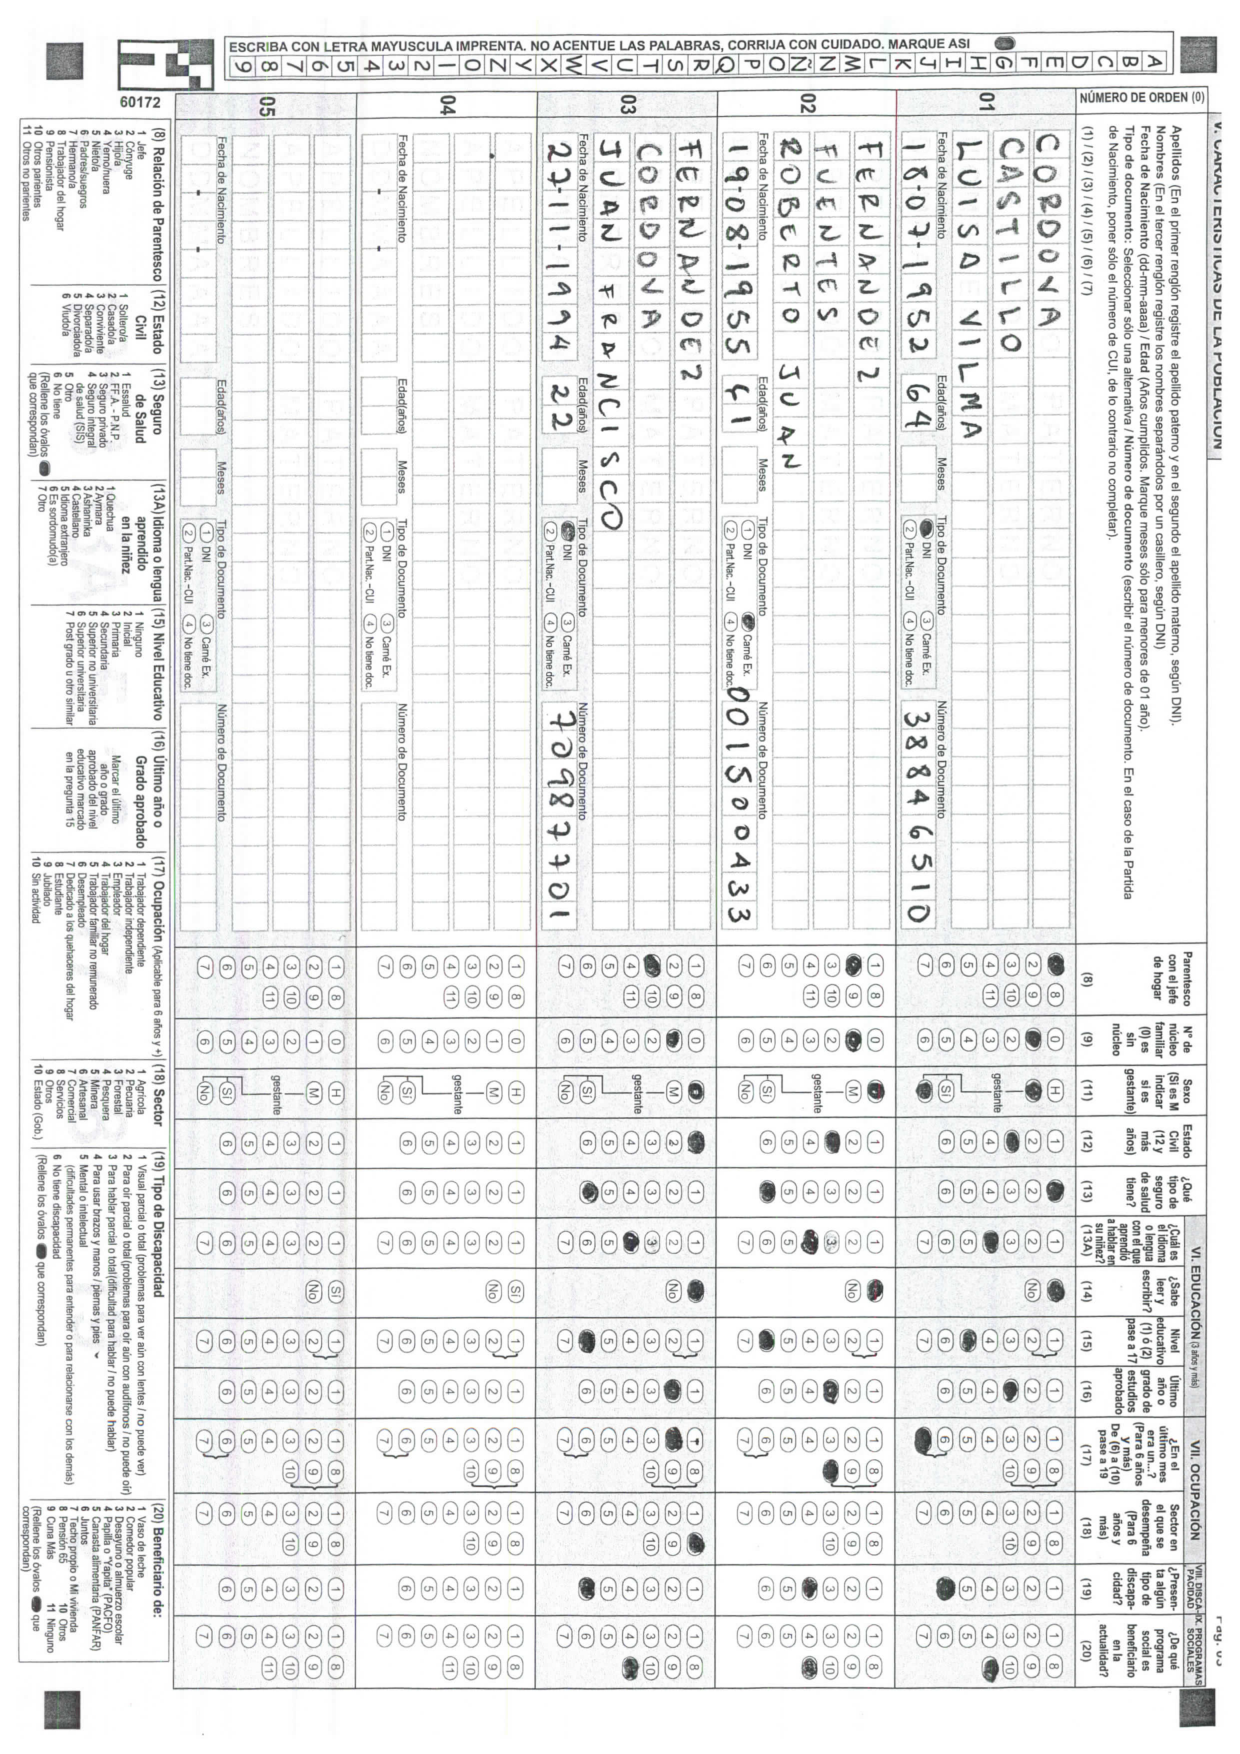 Pag. 03
V. CARACTERISTICAS DE LA POBLACION
ESCRIBA CON LETRA MAYUSCULA IMPRENTA. NO ACENTUE LAS PALABRAS, CORRIJA CON CUIDADO. MARQUE ASI
A B C D E F G H I J K L M N Ñ O P Q R S T U V W X Y Z 0 1 2 3 4 5 6 7 8 9
60172
NÚMERO DE ORDEN (0)
Apellidos (En el primer renglón registre el apellido paterno y en el segundo el apellido materno, según DNI).
Nombres (En el tercer renglón registre los nombres separándolos por un casillero, según DNI)
Fecha de Nacimiento (dd-mm-aaaa) / Edad (Años cumplidos. Marque meses sólo para menores de 01 año).
Tipo de documento: Seleccionar sólo una alternativa / Número de documento (escribir el número de documento. En el caso de la Partida
de Nacimiento, poner sólo el número de CUI, de lo contrario no completar).
(1) / (2) / (3) / (4) / (5) / (6) / (7)
Parentesco con el jefe de hogar (8)
N° de núcleo familiar (0) es sin núcleo (9)
Sexo (Si es M indicar si es gestante) (11)
Estado Civil (12 y más años) (12)
¿Qué tipo de seguro de salud tiene? (13)
VI. EDUCACIÓN (3 años y más)
¿Cuál es el idioma o lengua con el que aprendió a hablar en su niñez? (13A)
¿Sabe leer y escribir? (14)
Nivel educativo (1) ó (2) pase a 17 (15)
Último año o grado de estudios aprobado (16)
VII. OCUPACIÓN
¿En el último mes era un...? (Para 6 años y más) De (6) a (10) pase a 19 (17)
Sector en el que se desempeña (Para 6 años y más) (18)
VIII. DISCAPACIDAD
¿Presenta algún tipo de discapacidad? (19)
IX. PROGRAMAS SOCIALES
¿De qué programa social es beneficiario en la actualidad? (20)
01
CORDOVA
CASTILLO
LUISA VILMA
Fecha de Nacimiento Edad(años) Meses Tipo de Documento Número de Documento
18-07-1952 64 1 DNI 3 Carné Ex. 2 Part.Nac. -CUI 4 No tiene doc. 38846510
02
FERNANDEZ
FUENTES
ROBERTO JUAN
Fecha de Nacimiento Edad(años) Meses Tipo de Documento Número de Documento
19-08-1955 61 1 DNI 3 Carné Ex. 2 Part.Nac. -CUI 4 No tiene doc. 001500433
03
FERNANDEZ
CORDOVA
JUAN FRANCISCO
Fecha de Nacimiento Edad(años) Meses Tipo de Documento Número de Documento
27-11-1994 22 1 DNI 3 Carné Ex. 2 Part.Nac. -CUI 4 No tiene doc. 70987701
04
Fecha de Nacimiento Edad(años) Meses Tipo de Documento Número de Documento
1 DNI 3 Carné Ex. 2 Part.Nac. -CUI 4 No tiene doc.
05
Fecha de Nacimiento Edad(años) Meses Tipo de Documento Número de Documento
1 DNI 3 Carné Ex. 2 Part.Nac. -CUI 4 No tiene doc.
(8) Relación de Parentesco
1 Jefe
2 Cónyuge
3 Hijo/a
4 Yerno/nuera
5 Nieto/a
6 Padres/suegros
7 Hermano/a
8 Trabajador del hogar
9 Pensionista
10 Otros parientes
11 Otros no parientes
(12) Estado Civil
1 Soltero/a
2 Casado/a
3 Conviviente
4 Separado/a
5 Divorciado/a
6 Viudo/a
(13) Seguro de Salud
1 Essalud
2 FF.A. - P.N.P.
3 Seguro privado
4 Seguro integral de salud (SIS)
5 Otro
6 No tiene
(Rellene los óvalos que correspondan)
(13A) Idioma o lengua aprendido en la niñez
1 Quechua
2 Aymara
3 Ashaninka
4 Castellano
5 Idioma extranjero
6 Es sordomudo(a)
7 Otro
(15) Nivel Educativo
1 Ninguno
2 Inicial
3 Primaria
4 Secundaria
5 Superior no universitaria
6 Superior universitaria
7 Post grado u otro similar
(16) Último año o Grado aprobado
Marcar el último
año o grado
aprobado del nivel
educativo marcado
en la pregunta 15
(17) Ocupación (Aplicable para 6 años y +)
1 Trabajador dependiente
2 Trabajador independiente
3 Empleador
4 Trabajador del hogar
5 Trabajador familiar no remunerado
6 Desempleado
7 Dedicado a los quehaceres del hogar
8 Estudiante
9 Jubilado
10 Sin actividad
(18) Sector
1 Agrícola
2 Pecuaria
3 Forestal
4 Pesquera
5 Minera
6 Artesanal
7 Comercial
8 Servicios
9 Otros
10 Estado (Gob.)
(19) Tipo de Discapacidad
1 Visual parcial o total (problemas para ver aún con lentes / no puede ver)
2 Para oir parcial o total (problemas para oir aún con audífonos / no puede oir)
3 Para hablar parcial o total (dificultad para hablar / no puede hablar)
4 Para usar brazos y manos / piernas y pies
5 Mental o intelectual
(dificultades permanentes para entender o para relacionarse con los demás)
6 No tiene discapacidad
(Rellene los óvalos que correspondan)
(20) Beneficiario de:
1 Vaso de leche
2 Comedor popular
3 Desayuno o almuerzo escolar
4 Papilla o "Yapita" (PACFO)
5 Canasta alimentaria (PANFAR)
6 Juntos
7 Techo propio o Mi vivienda
8 Pensión 65
9 Cuna Más
10 Otros
11 Ninguno
(Rellene los óvalos que correspondan)